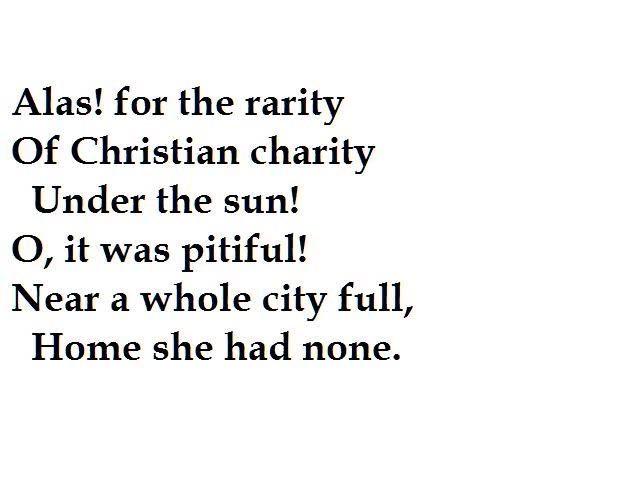 Alas! for the rarity
Of Christian charity
Under the sun!
O, it was pitiful!
Near a whole city full,
Home she had none.